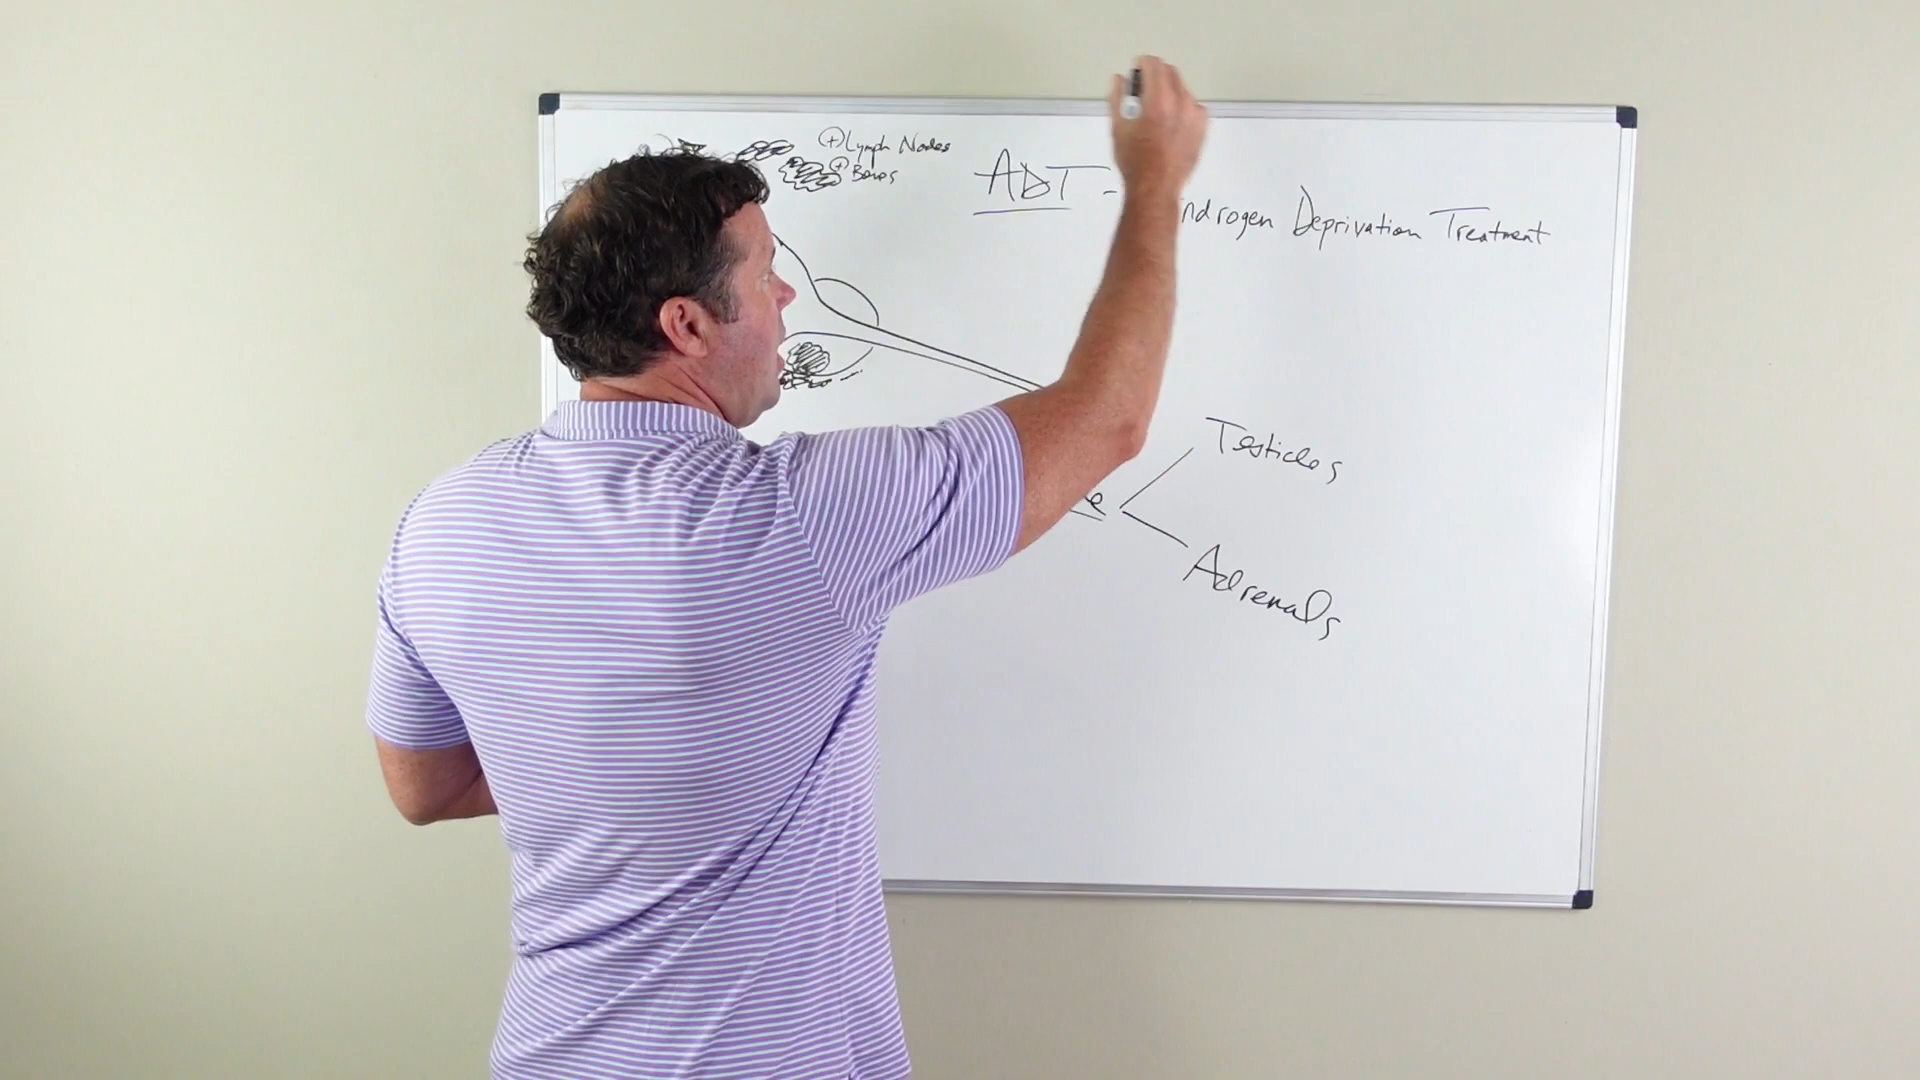 + Lymph Nodes
+ Bones
ADT -
ndrogen Deprivation Treatment
Testicles
Adrenals